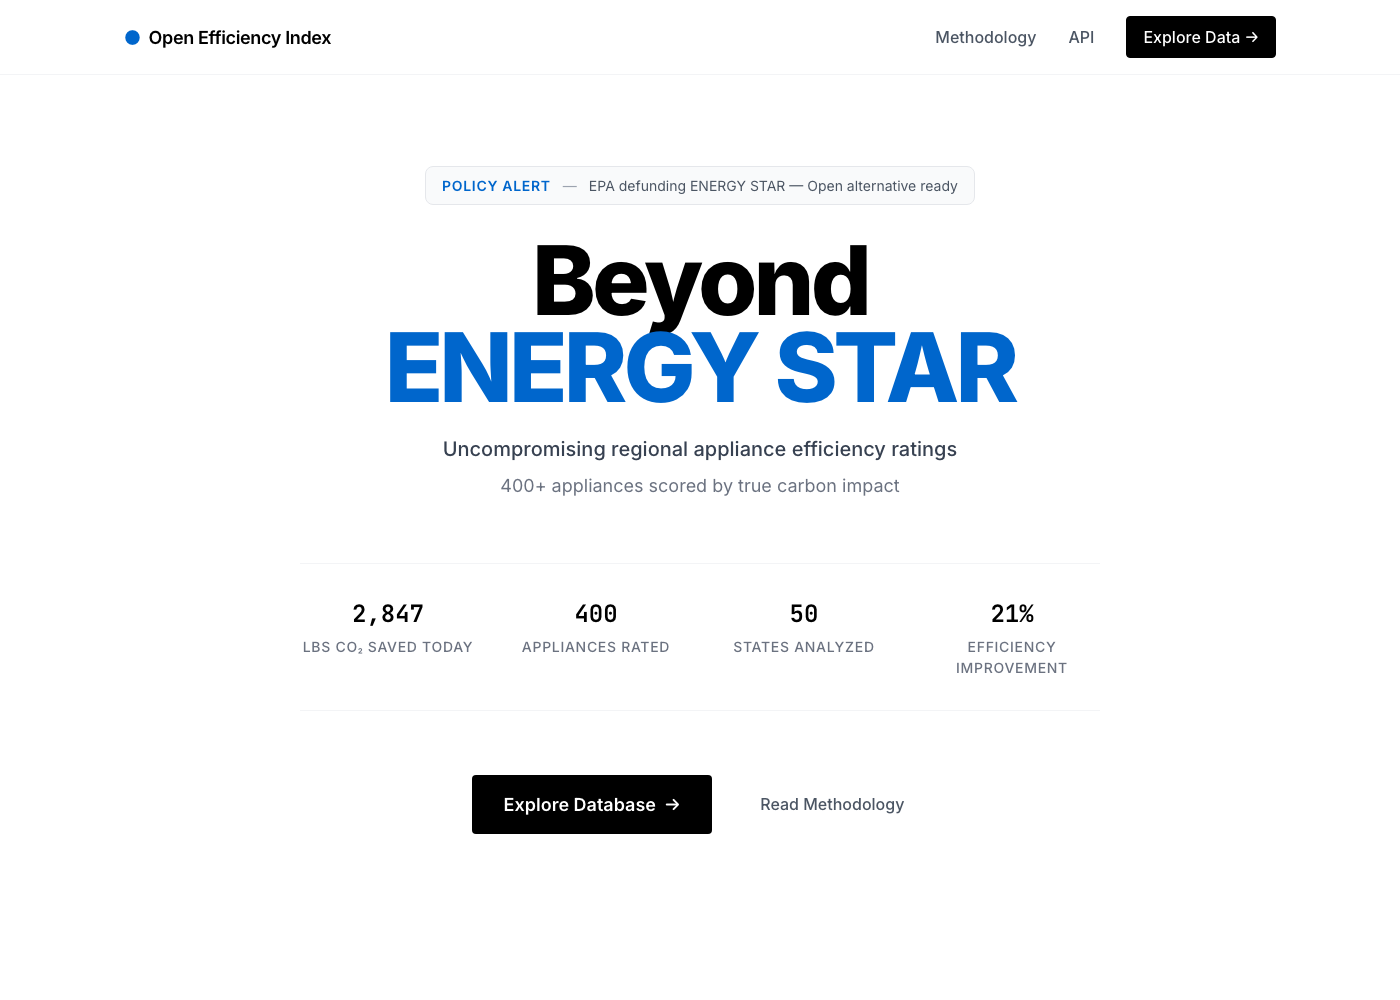 Open Efficiency Index
Methodology
API
Explore Data →
POLICY ALERT — EPA defunding ENERGY STAR — Open alternative ready
Beyond
ENERGY STAR
Uncompromising regional appliance efficiency ratings
400+ appliances scored by true carbon impact
2,847
LBS CO₂ SAVED TODAY
400
APPLIANCES RATED
50
STATES ANALYZED
21%
EFFICIENCY
IMPROVEMENT
Explore Database →
Read Methodology